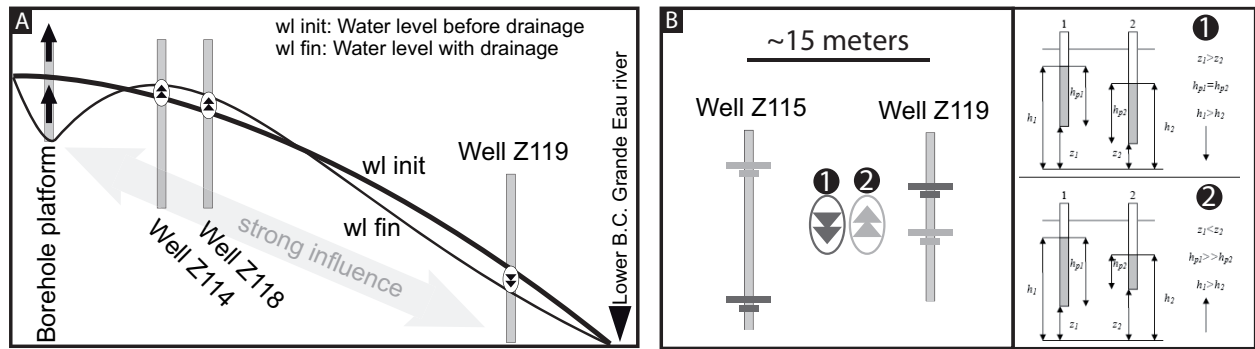 A
wl init: Water level before drainage
wl fin: Water level with drainage
Borehole platform
Well Z114
Well Z118
strong influence
wl init
wl fin
Well Z119
Lower B.C. Grande Eau river
B
~15 meters
Well Z115
Well Z119
1
2
1
2
1
z1>z2
hp1=hp2
h1>h2
h1
hp1
z1
hp2
z2
h2
1
2
2
z1<z2
hp1>>hp2
h1>h2
h1
hp1
z1
hp2
z2
h2